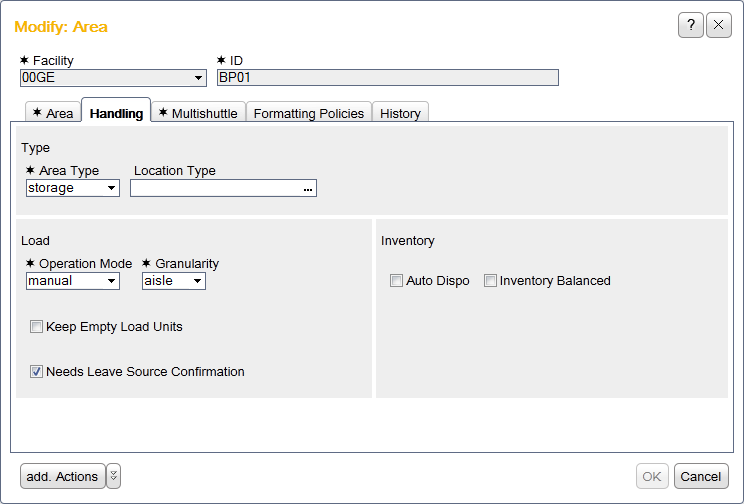 Modify: Area
?
✶ Facility ✶ ID
00GE BP01
✶ Area Handling ✶ Multishuttle Formatting Policies History
Type
✶ Area Type Location Type
storage ...
Load Inventory
✶ Operation Mode ✶ Granularity
manual aisle Auto Dispo Inventory Balanced
Keep Empty Load Units
Needs Leave Source Confirmation
add. Actions OK Cancel